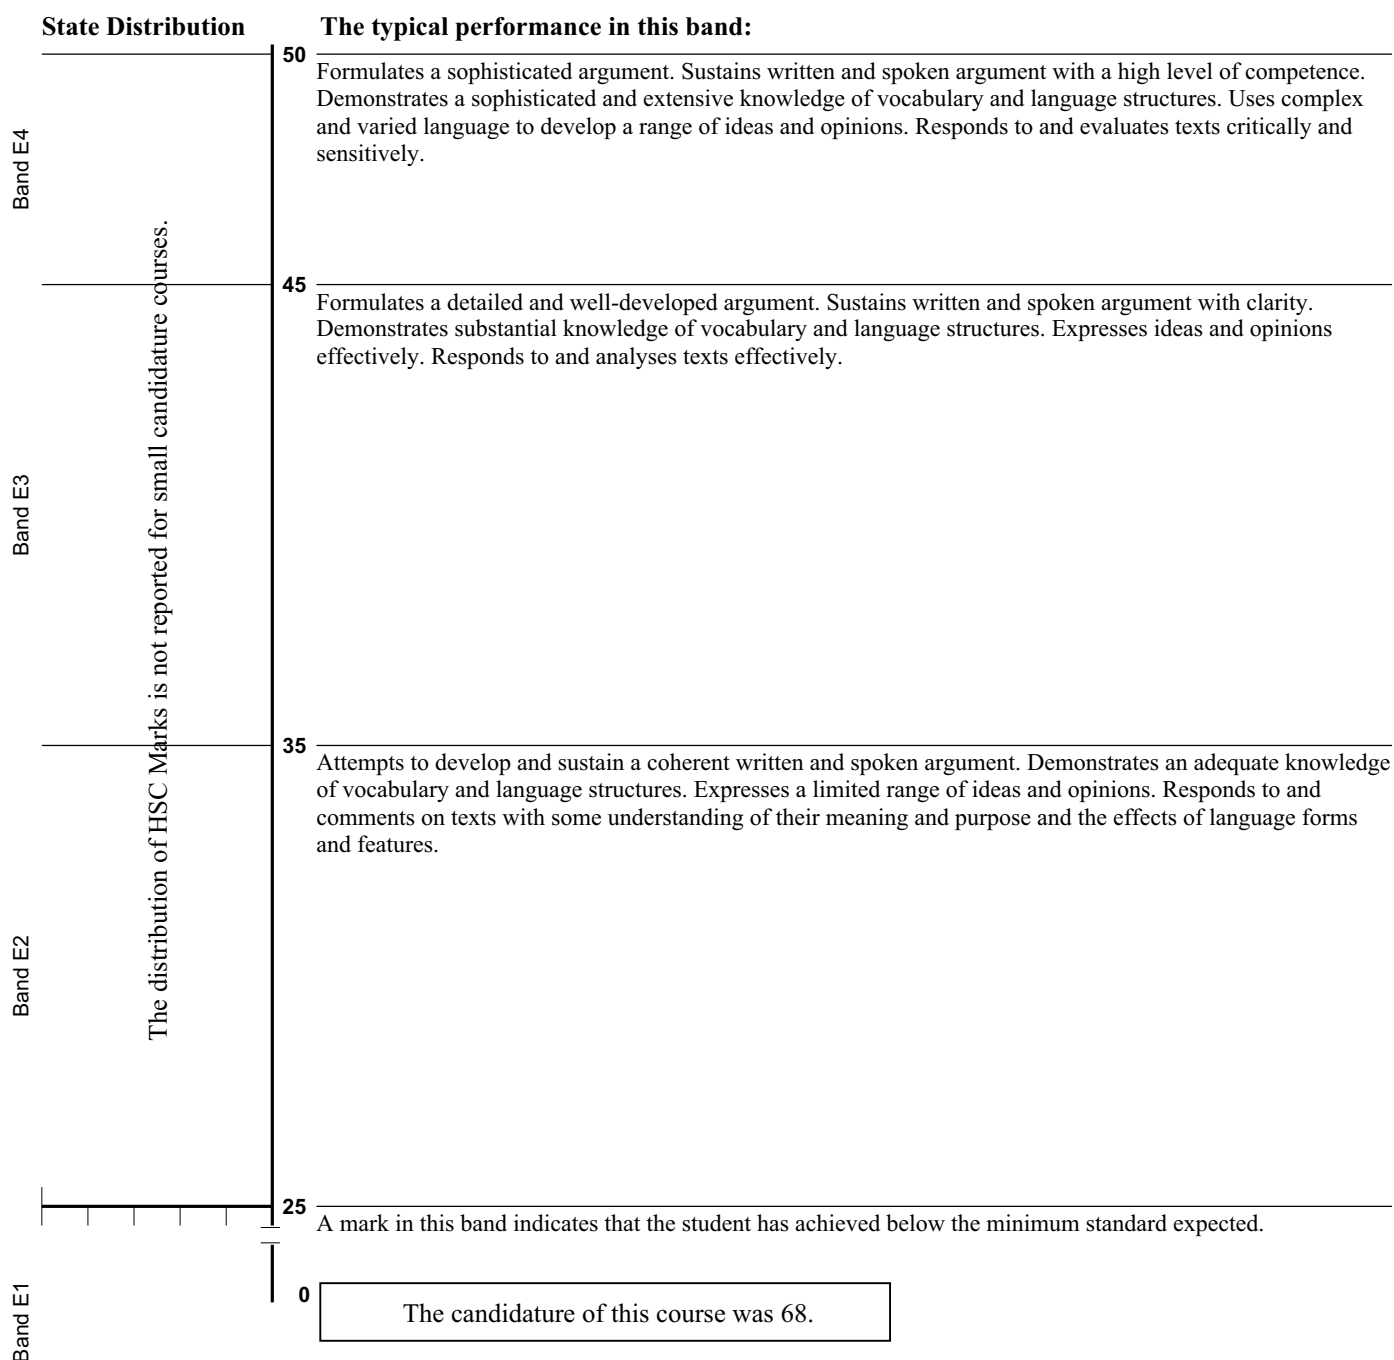 State Distribution
The typical performance in this band:
50
Formulates a sophisticated argument. Sustains written and spoken argument with a high level of competence.
Demonstrates a sophisticated and extensive knowledge of vocabulary and language structures. Uses complex
and varied language to develop a range of ideas and opinions. Responds to and evaluates texts critically and
sensitively.
Band E4
45
Formulates a detailed and well-developed argument. Sustains written and spoken argument with clarity.
Demonstrates substantial knowledge of vocabulary and language structures. Expresses ideas and opinions
effectively. Responds to and analyses texts effectively.
Band E3
The distribution of HSC Marks is not reported for small candidature courses.
35
Attempts to develop and sustain a coherent written and spoken argument. Demonstrates an adequate knowledge
of vocabulary and language structures. Expresses a limited range of ideas and opinions. Responds to and
comments on texts with some understanding of their meaning and purpose and the effects of language forms
and features.
Band E2
25
A mark in this band indicates that the student has achieved below the minimum standard expected.
0
Band E1
The candidature of this course was 68.